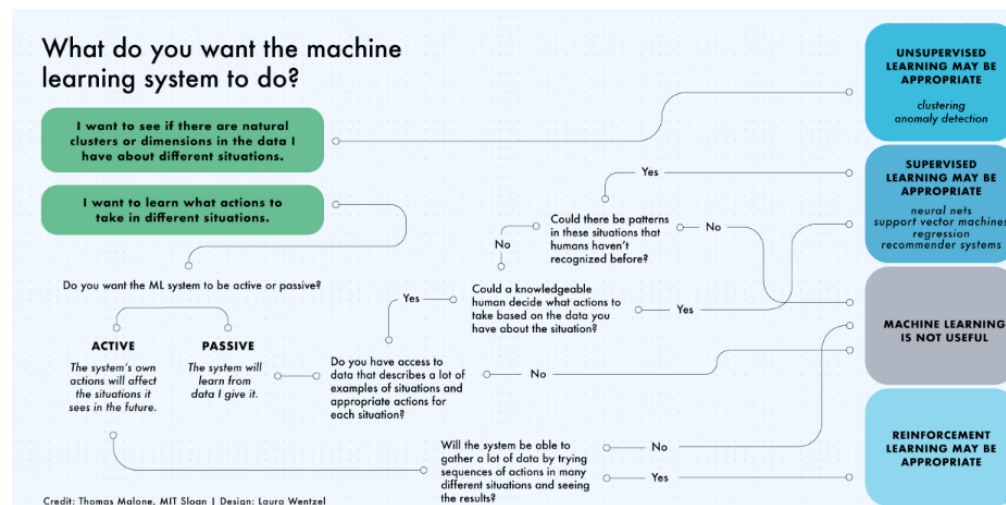 What do you want the machine
learning system to do?
I want to see if there are natural
clusters or dimensions in the data I
have about different situations.
I want to learn what actions to
take in different situations.
Do you want the ML system to be active or passive?
ACTIVE
The system's own
actions will affect
the situations it
sees in the future.
PASSIVE
The system will
learn from
data I give it.
Do you have access to
data that describes a lot of
examples of situations and
appropriate actions for
each situation?
Yes
No
Could a knowledgeable
human decide what actions to
take based on the data you
have about the situation?
No
Yes
Could there be patterns
in these situations that
humans haven't
recognized before?
Yes
No
Will the system be able to
gather a lot of data by trying
sequences of actions in many
different situations and seeing
the results?
No
Yes
UNSUPERVISED
LEARNING MAY BE
APPROPRIATE
clustering
anomaly detection
SUPERVISED
LEARNING MAY BE
APPROPRIATE
neural nets
support vector machines
regression
recommender systems
MACHINE LEARNING
IS NOT USEFUL
REINFORCEMENT
LEARNING MAY BE
APPROPRIATE
Credit: Thomas Malone, MIT Sloan | Design: Laura Wentzel